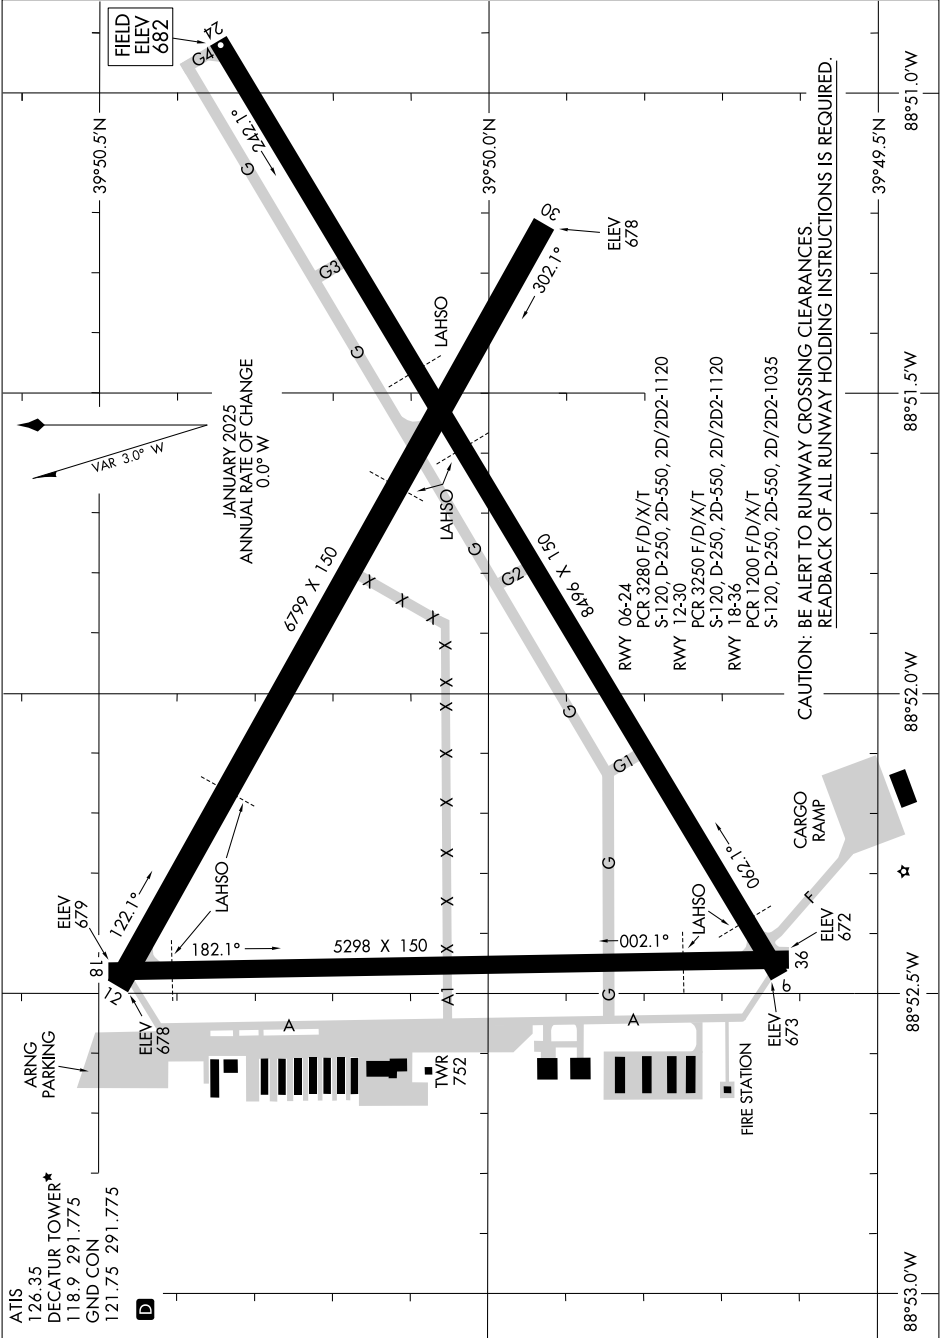 ATIS
126.35
DECATUR TOWER★
118.9 291.775
GND CON
121.75 291.775
D
ARNG
PARKING
ELEV
678
12
ELEV
679
18
122.1°
182.1°
LAHSO
A
TWR
752
A1
X
X
X
X
X
X
X
X
X
X
X
5298 X 150
6799 X 150
VAR 3.0° W
JANUARY 2025
ANNUAL RATE OF CHANGE
0.0° W
FIELD
ELEV
682
24
G4
242.1°
G
G3
G
LAHSO
LAHSO
G
G2
8496 X 150
G
G1
G
G
A
302.1°
30
ELEV
678
002.1°
LAHSO
062.1°
FIRE STATION
ELEV
673
6
36
ELEV
672
F
CARGO
RAMP
RWY 06-24
PCR 3280 F/D/X/T
S-120, D-250, 2D-550, 2D/2D2-1120
RWY 12-30
PCR 3250 F/D/X/T
S-120, D-250, 2D-550, 2D/2D2-1120
RWY 18-36
PCR 1200 F/D/X/T
S-120, D-250, 2D-550, 2D/2D2-1035
CAUTION: BE ALERT TO RUNWAY CROSSING CLEARANCES.
READBACK OF ALL RUNWAY HOLDING INSTRUCTIONS IS REQUIRED.
39°50.5'N
39°50.0'N
39°49.5'N
88°53.0'W
88°52.5'W
88°52.0'W
88°51.5'W
88°51.0'W